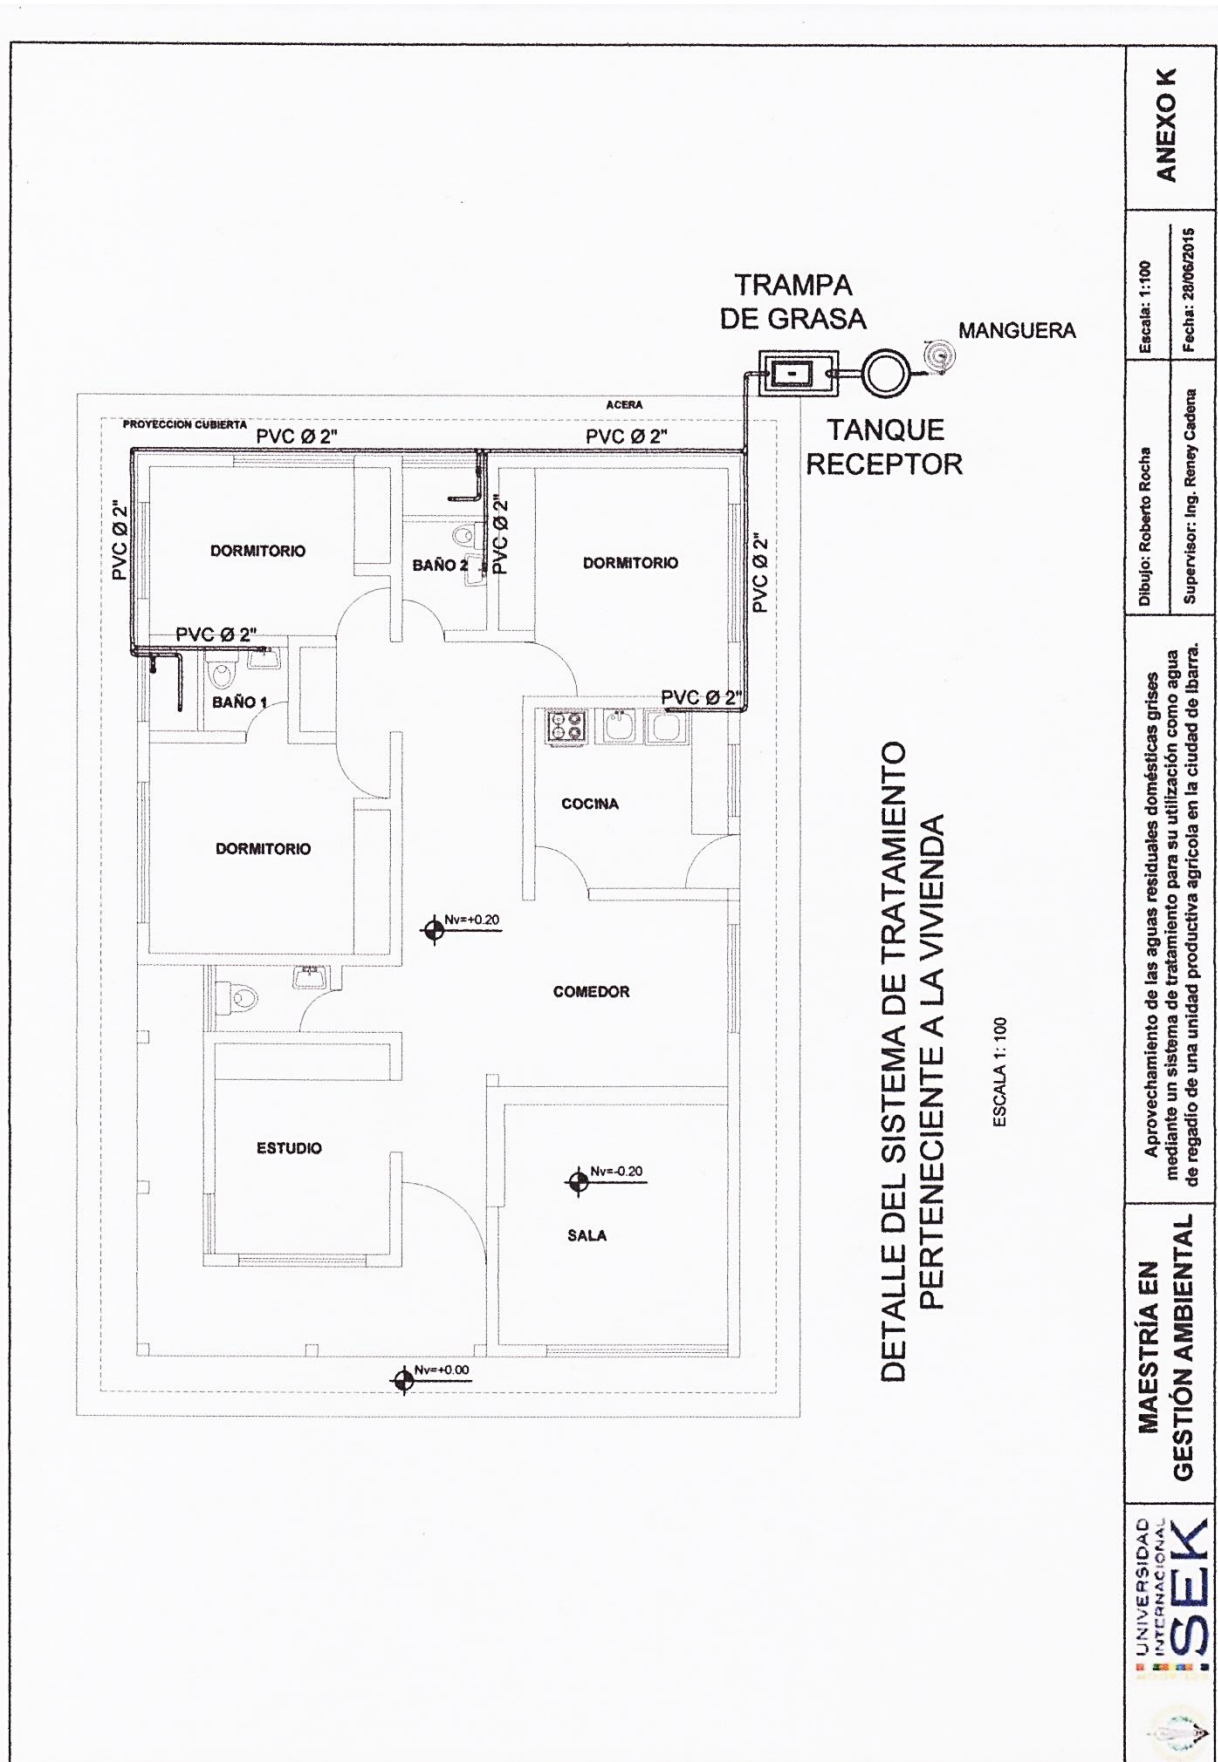 TRAMPA
DE GRASA
MANGUERA
TANQUE
RECEPTOR
ACERA
PROYECCION CUBIERTA
PVC Ø 2"
PVC Ø 2"
PVC Ø 2"
PVC Ø 2"
PVC Ø 2"
DORMITORIO
BAÑO 2
DORMITORIO
PVC Ø 2"
BAÑO 1
PVC Ø 2"
COCINA
DORMITORIO
Nv=+0.20
COMEDOR
ESTUDIO
Nv=-0.20
SALA
Nv=+0.00
DETALLE DEL SISTEMA DE TRATAMIENTO
PERTENECIENTE A LA VIVIENDA
ESCALA 1: 100
UNIVERSIDAD
INTERNACIONAL
SEK
MAESTRÍA EN
GESTIÓN AMBIENTAL
Aprovechamiento de las aguas residuales domésticas grises
mediante un sistema de tratamiento para su utilización como agua
de regadío de una unidad productiva agrícola en la ciudad de Ibarra.
Dibujo: Roberto Rocha
Supervisor: Ing. Reney Cadena
Escala: 1:100
Fecha: 28/06/2015
ANEXO K